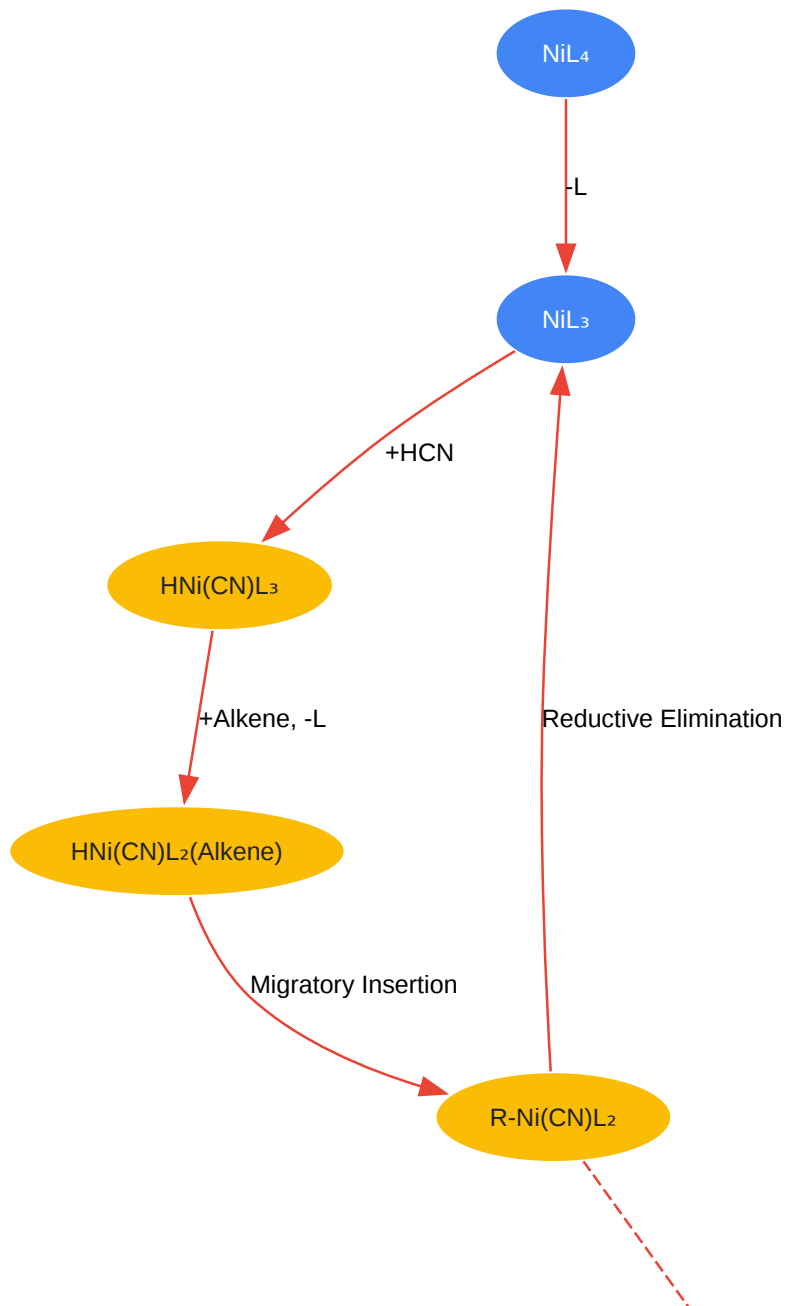 NiL₄
-L
NiL₃
+HCN
HNi(CN)L₃
+Alkene, -L
Reductive Elimination
HNi(CN)L₂(Alkene)
Migratory Insertion
R-Ni(CN)L₂